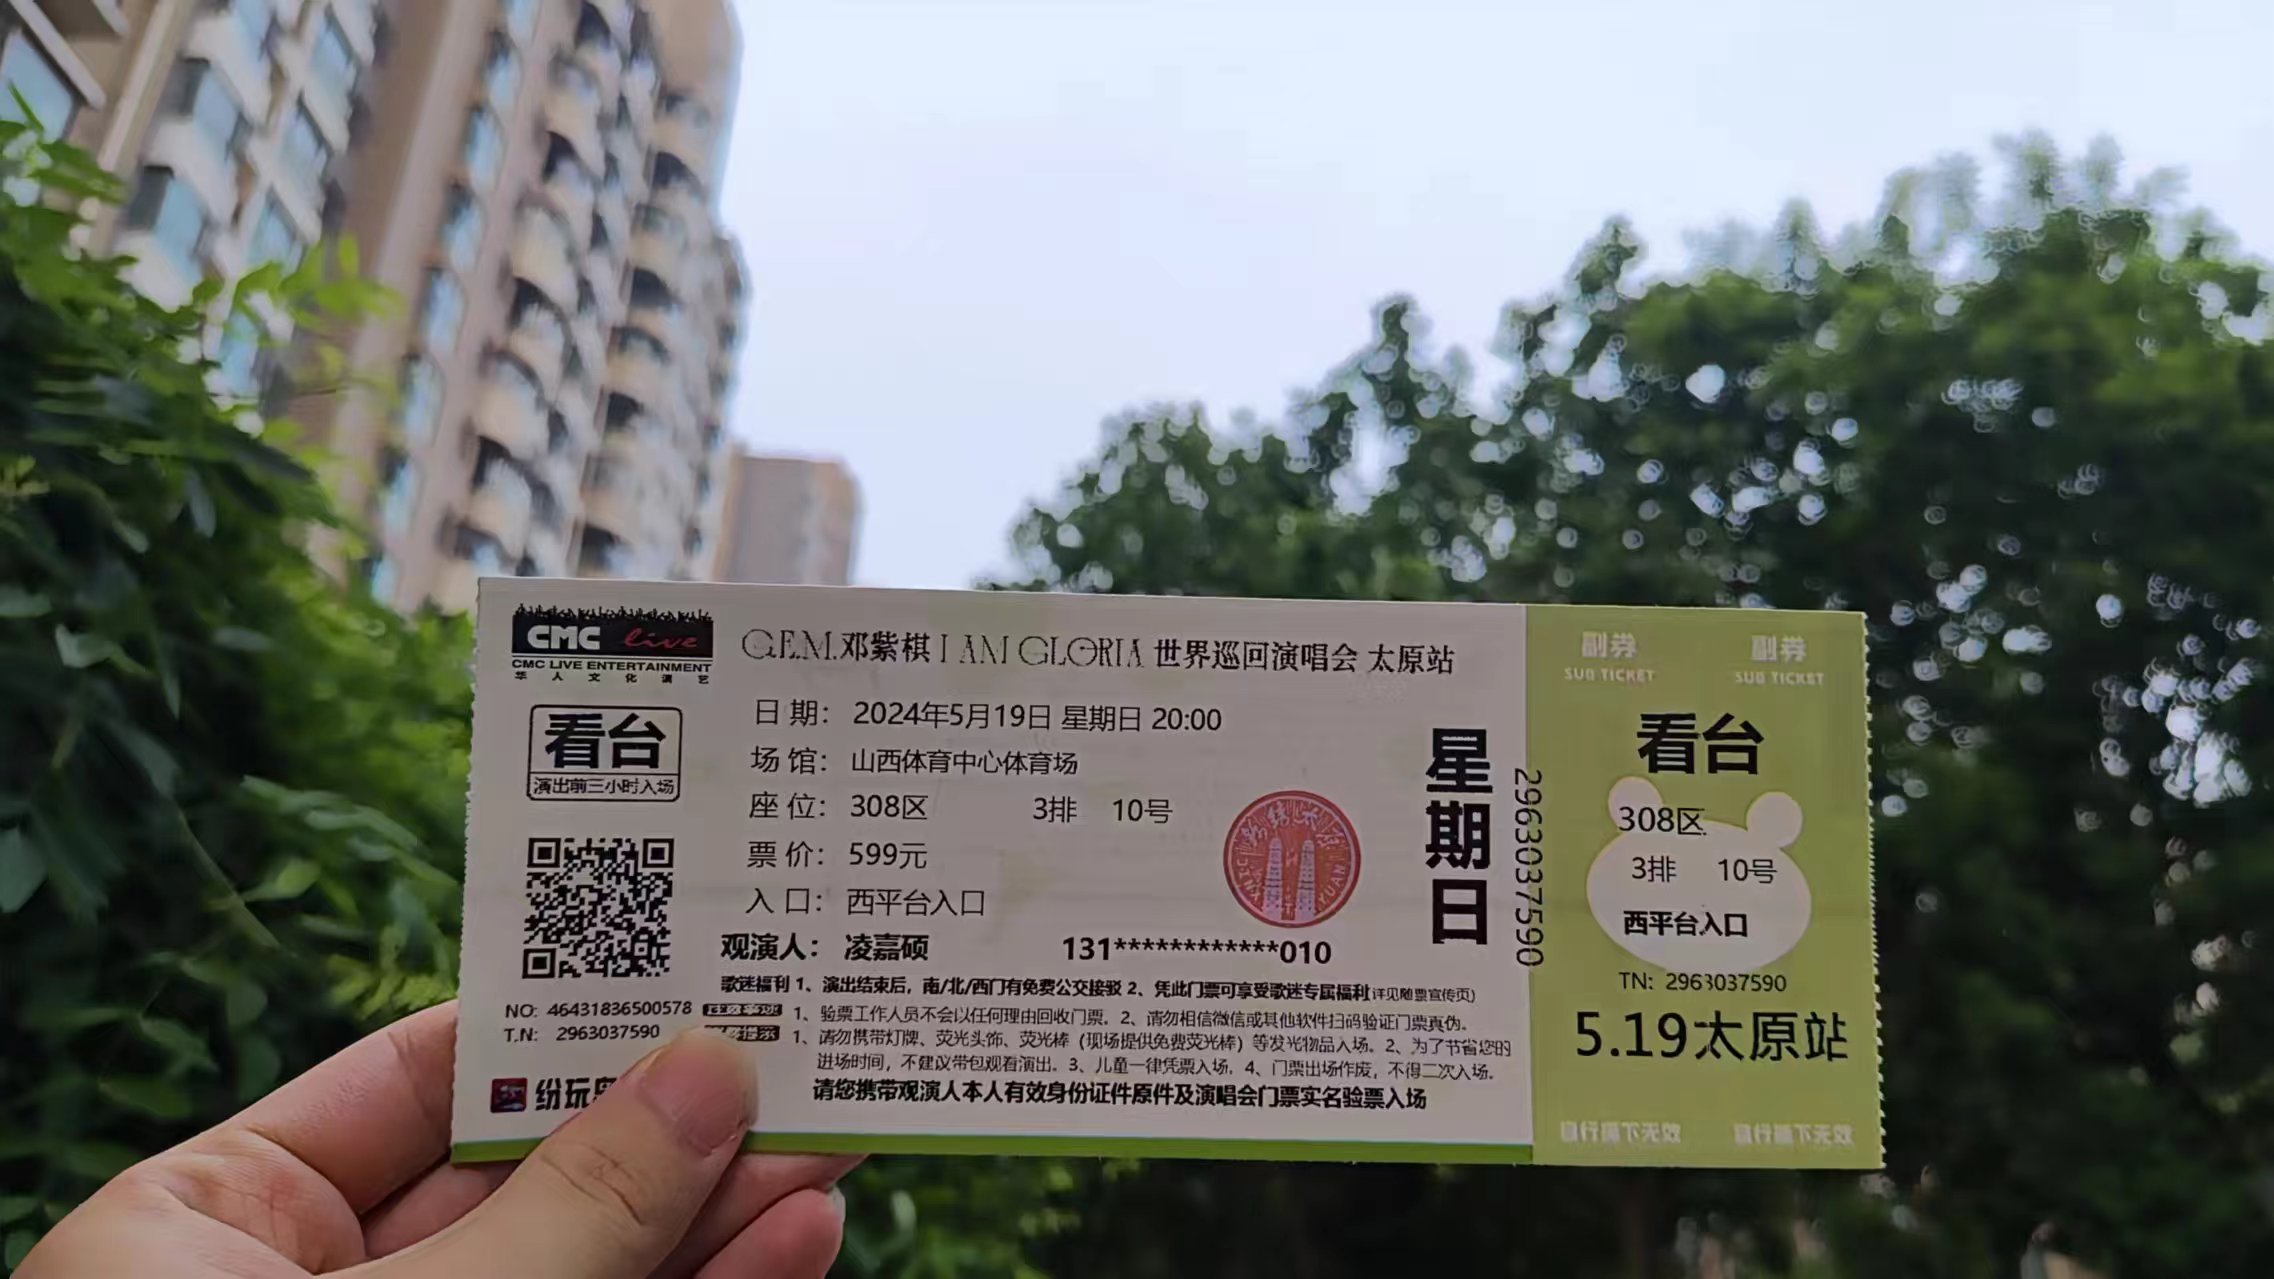 CMC live
CMC LIVE ENTERTAINMENT
华人文化演艺
G.E.M.邓紫棋 I AM GLORIA 世界巡回演唱会 太原站
看台
演出前三小时入场
日期： 2024年5月19日 星期日 20:00
场馆： 山西体育中心体育场
座位： 308区 3排 10号
票价： 599元
入口： 西平台入口
观演人： 凌嘉硕 131************010
星期日
2963037590
歌迷福利 1、演出结束后，南/北/西门有免费公交接驳 2、凭此门票可享受歌迷专属福利(详见随票宣传页)
NO: 46431836500578
注意事项 1、验票工作人员不会以任何理由回收门票。2、请勿相信微信或其他软件扫码验证门票真伪。
T.N: 2963037590
提示 1、请勿携带灯牌、荧光头饰、荧光棒（现场提供免费荧光棒）等发光物品入场。2、为了节省您的
进场时间，不建议带包观看演出。3、儿童一律凭票入场。4、门票出场作废，不得二次入场。
纷玩
请您携带观演人本人有效身份证件原件及演唱会门票实名验票入场
副券 副券
SUB TICKET SUB TICKET
看台
308区
3排 10号
西平台入口
TN: 2963037590
5.19太原站
自行撕下无效 自行撕下无效